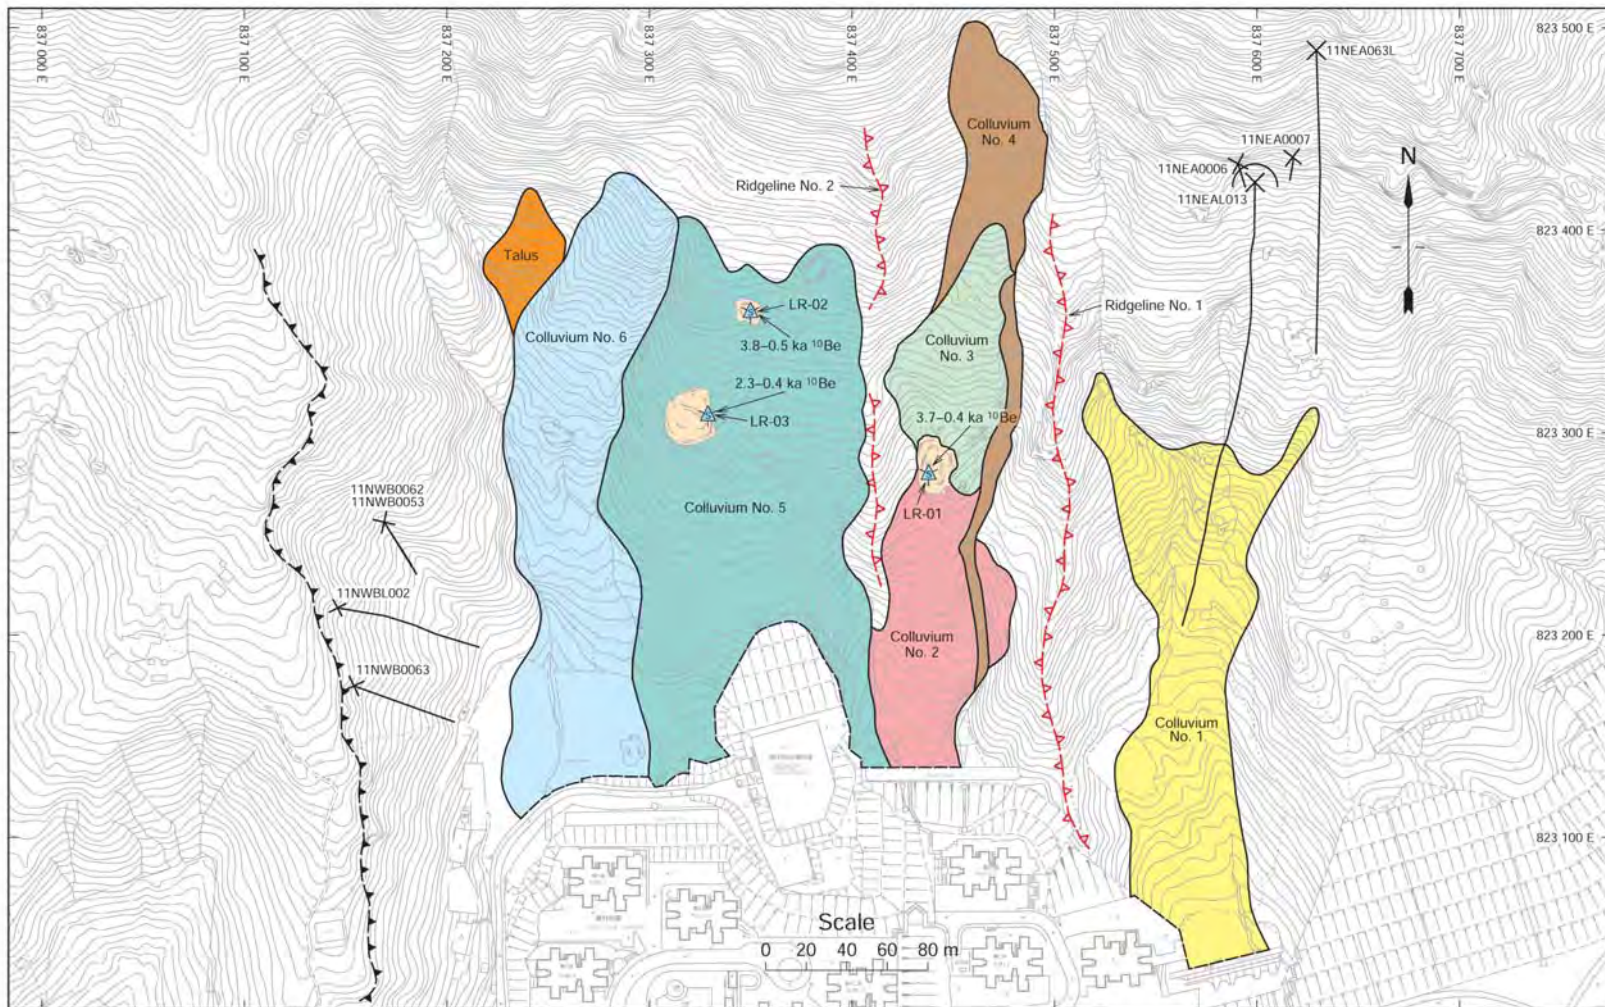 837 000 E
837 100 E
837 200 E
837 300 E
837 400 E
837 500 E
837 600 E
837 700 E
823 500 E
11NEA063L
Colluvium
No. 4
11NEA0007
11NEA0006
11NEAL013
N
Ridgeline No. 2
823 400 E
Talus
LR-02
Ridgeline No. 1
Colluvium No. 6
3.8–0.5 ka ¹⁰Be
Colluvium
No. 3
2.3–0.4 ka ¹⁰Be
LR-03
3.7–0.4 ka ¹⁰Be
823 300 E
11NWB0062
11NWB0053
Colluvium No. 5
LR-01
11NWBL002
Colluvium
No. 2
823 200 E
11NWB0063
Colluvium
No. 1
823 100 E
Scale
0 20 40 60 80 m